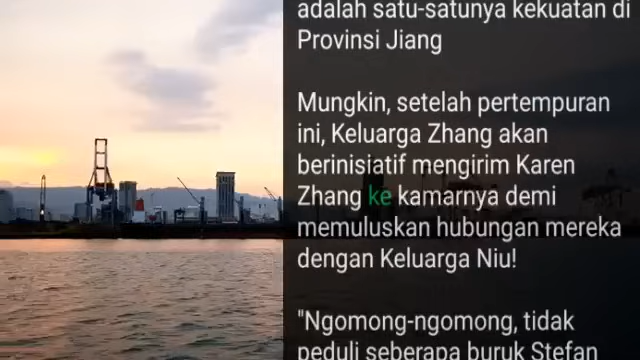 adalah satu-satunya kekuatan di
Provinsi Jiang
Mungkin, setelah pertempuran
ini, Keluarga Zhang akan
berinisiatif mengirim Karen
Zhang ke kamarnya demi
memuluskan hubungan mereka
dengan Keluarga Niu!
"Ngomong-ngomong, tidak
peduli seberapa buruk Stefan